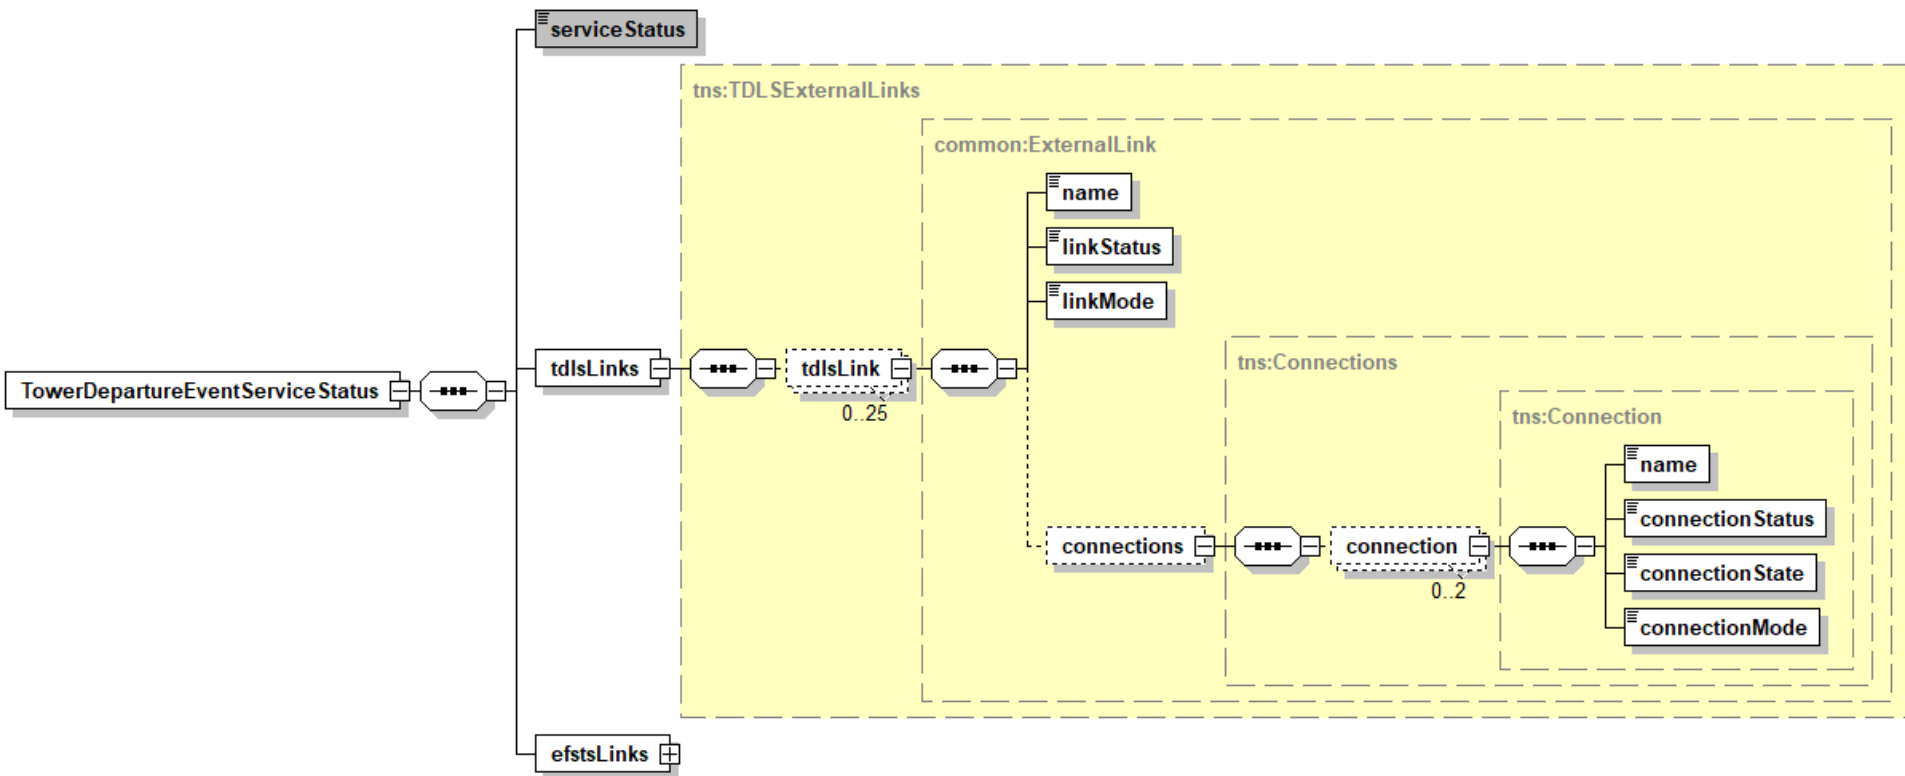 serviceStatus
tns:TDLSExternalLinks
common:ExternalLink
name
linkStatus
linkMode
tns:Connections
TowerDepartureEventServiceStatus
tdlsLinks
tdlsLink
0..25
tns:Connection
name
connectionStatus
connections
connection
0..2
connectionState
connectionMode
efstsLinks